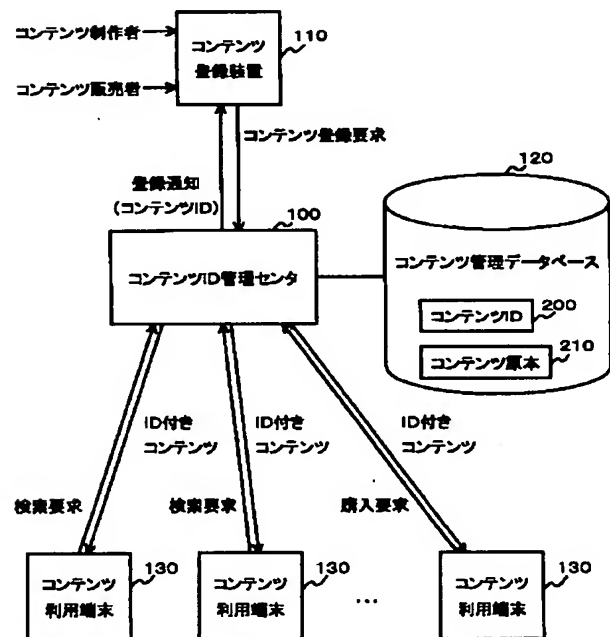 コンテンツ制作者
コンテンツ
登録装置
110
コンテンツ販売者
コンテンツ登録要求
登録通知
(コンテンツID)
100
120
コンテンツID管理センタ
コンテンツ管理データベース
コンテンツID
200
コンテンツ原本
210
ID付き
コンテンツ
ID付き
コンテンツ
ID付き
コンテンツ
検索要求
検索要求
購入要求
コンテンツ
利用端末
130
コンテンツ
利用端末
130
...
コンテンツ
利用端末
130